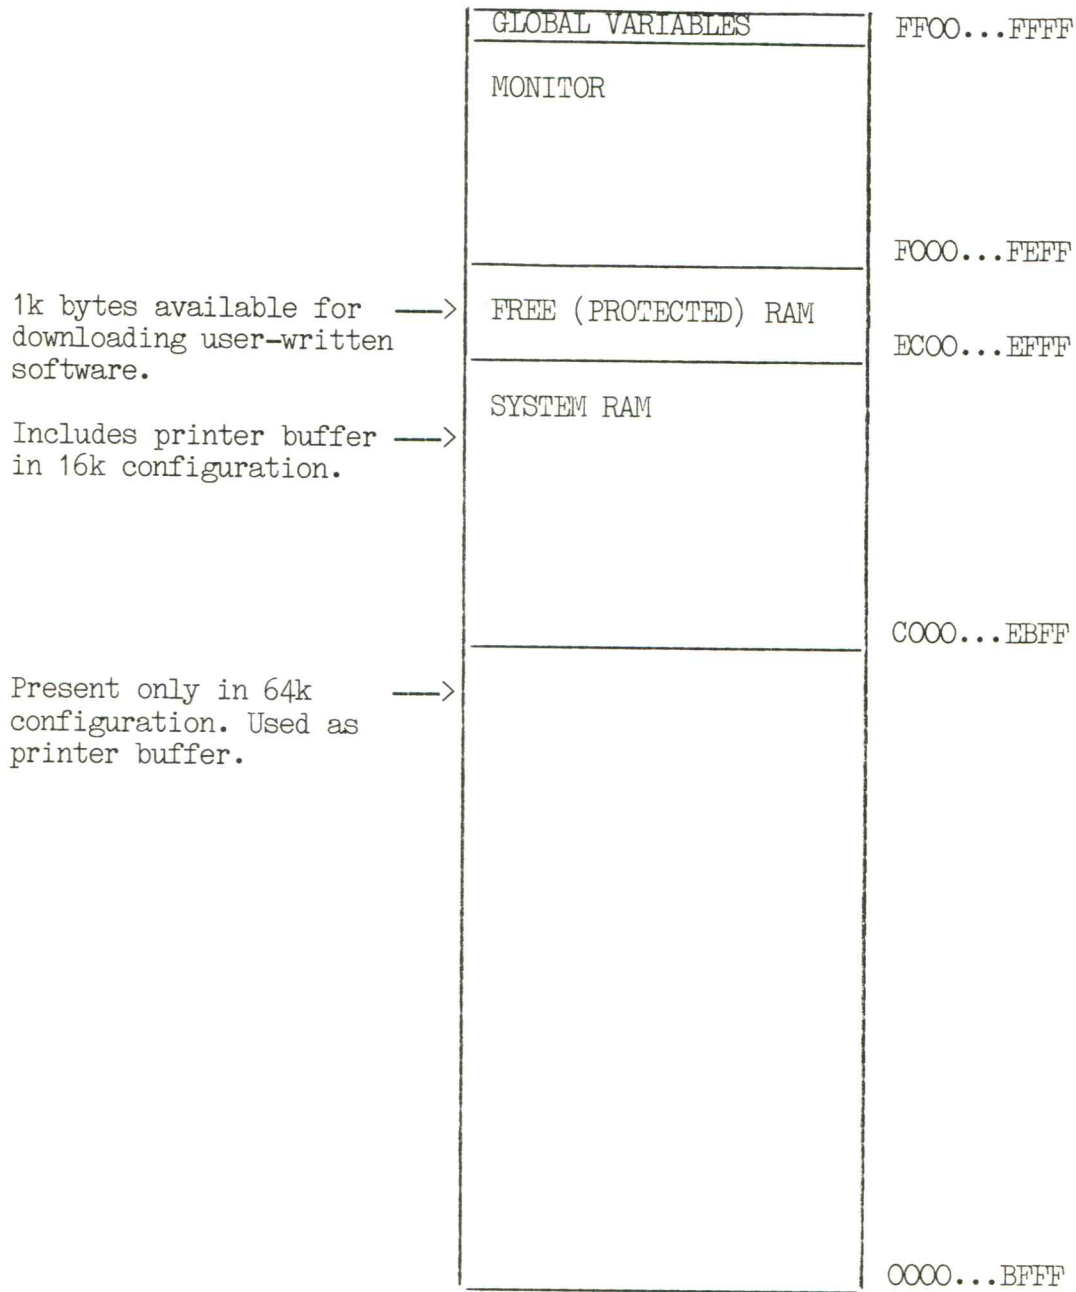 GLOBAL VARIABLES FF00...FFFF
MONITOR
F000...FEFF
1k bytes available for ——> FREE (PROTECTED) RAM
downloading user-written
software.
EC00...EFFF
SYSTEM RAM
Includes printer buffer ——>
in 16k configuration.
C000...EBFF
Present only in 64k ——>
configuration. Used as
printer buffer.
0000...BFFF